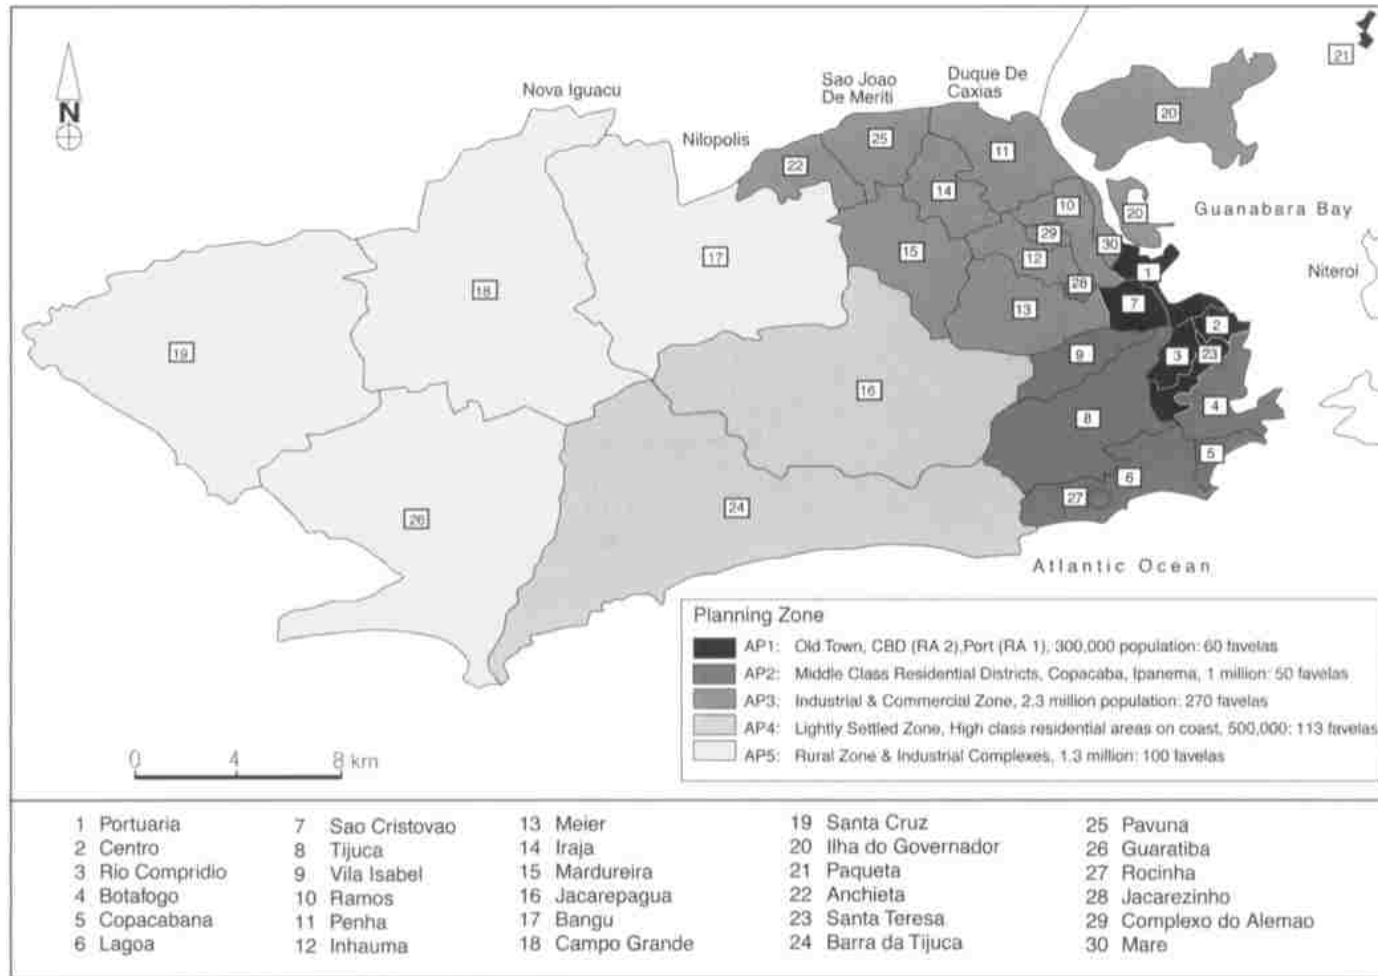 N
Nova Iguacu
Nilopolis
Sao Joao
De Meriti
Duque De
Caxias
21
20
25
11
22
14
10
20
Guanabara Bay
29
30
15
12
17
1
Niteroi
28
18
7
13
2
19
9
3
23
16
4
8
5
6
27
24
26
Atlantic Ocean
Planning Zone
AP1: Old Town, CBD (RA 2),Port (RA 1), 300,000 population: 60 favelas
AP2: Middle Class Residential Districts, Copacaba, Ipanema, 1 million: 50 favelas
AP3: Industrial & Commercial Zone, 2.3 million population: 270 favelas
AP4: Lightly Settled Zone, High class residential areas on coast, 500,000: 113 favelas
AP5: Rural Zone & Industrial Complexes, 1.3 million: 100 favelas
0 4 8 km
1 Portuaria
2 Centro
3 Rio Compridio
4 Botafogo
5 Copacabana
6 Lagoa
7 Sao Cristovao
8 Tijuca
9 Vila Isabel
10 Ramos
11 Penha
12 Inhauma
13 Meier
14 Iraja
15 Mardureira
16 Jacarepagua
17 Bangu
18 Campo Grande
19 Santa Cruz
20 Ilha do Governador
21 Paqueta
22 Anchieta
23 Santa Teresa
24 Barra da Tijuca
25 Pavuna
26 Guaratiba
27 Rocinha
28 Jacarezinho
29 Complexo do Alemao
30 Mare